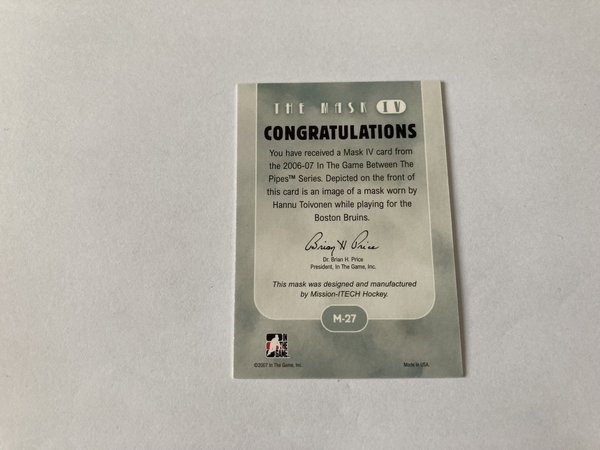 THE MASK IV
CONGRATULATIONS
You have received a Mask IV card from
the 2006-07 In The Game Between The
Pipes™ Series. Depicted on the front of
this card is an image of a mask worn by
Hannu Toivonen while playing for the
Boston Bruins.
Brian H Price
Dr. Brian H. Price
President, In The Game, Inc.
This mask was designed and manufactured
by Mission-ITECH Hockey.
M-27
IN
THE
GAME
©2007 In The Game, Inc.
Made in USA.